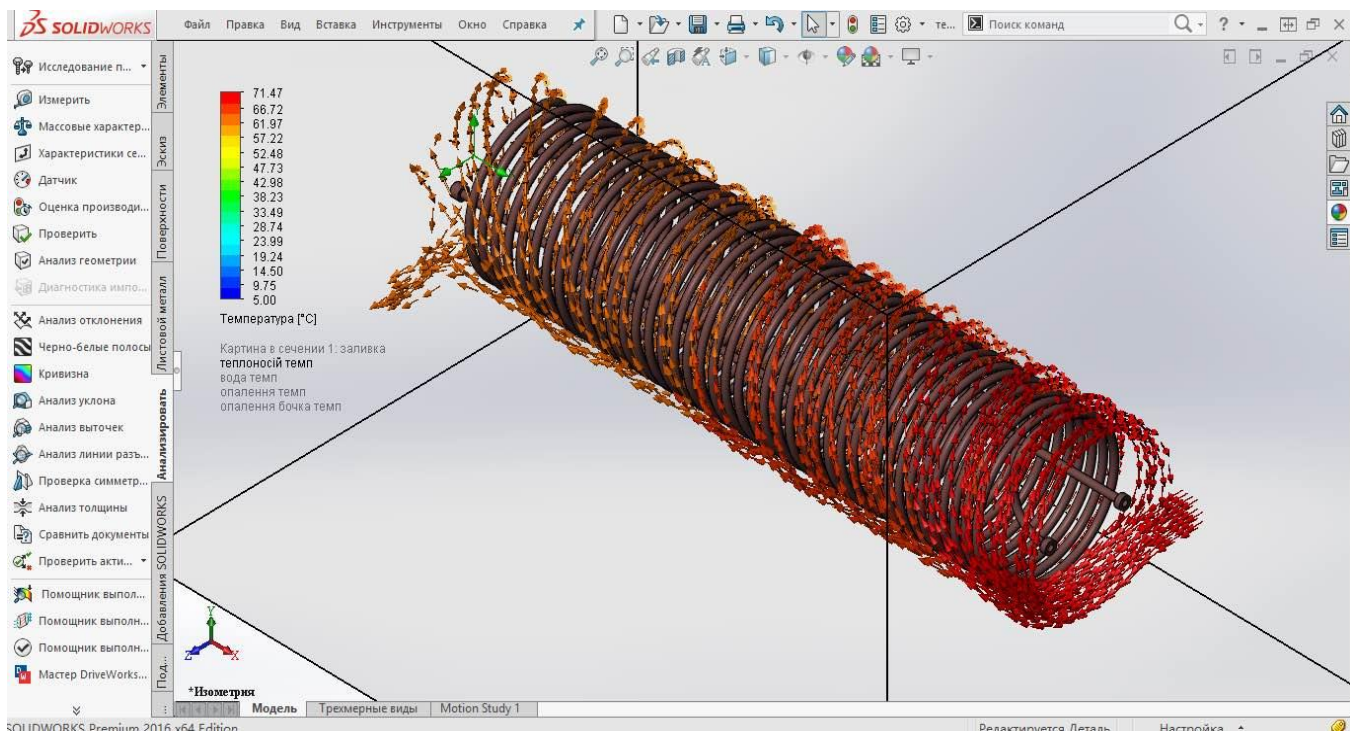 SOLIDWORKS
Файл Правка Вид Вставка Инструменты Окно Справка
те...
Поиск команд
Исследование п...
Измерить
Массовые характер...
Характеристики се...
Датчик
Оценка производи...
Проверить
Анализ геометрии
Диагностика импо...
Анализ отклонения
Черно-белые полосы
Кривизна
Анализ уклона
Анализ выточек
Анализ линии разъ...
Проверка симметр...
Анализ толщины
Сравнить документы
Проверить акти...
Помощник выпол...
Помощник выполн...
Помощник выполн...
Мастер DriveWorks...
Элементы
Эскиз
Поверхности
Листовой металл
Анализировать
Добавления SOLIDWORKS
Под...
71.47
66.72
61.97
57.22
52.48
47.73
42.98
38.23
33.49
28.74
23.99
19.24
14.50
9.75
5.00
Температура [°C]
Картина в сечении 1: заливка
теплоносій темп
вода темп
опалення темп
опалення бочка темп
Y
Z
X
*Изометрия
Модель Трехмерные виды Motion Study 1
SOLIDWORKS Premium 2016 x64 Edition
Редактируется Деталь
Настройка